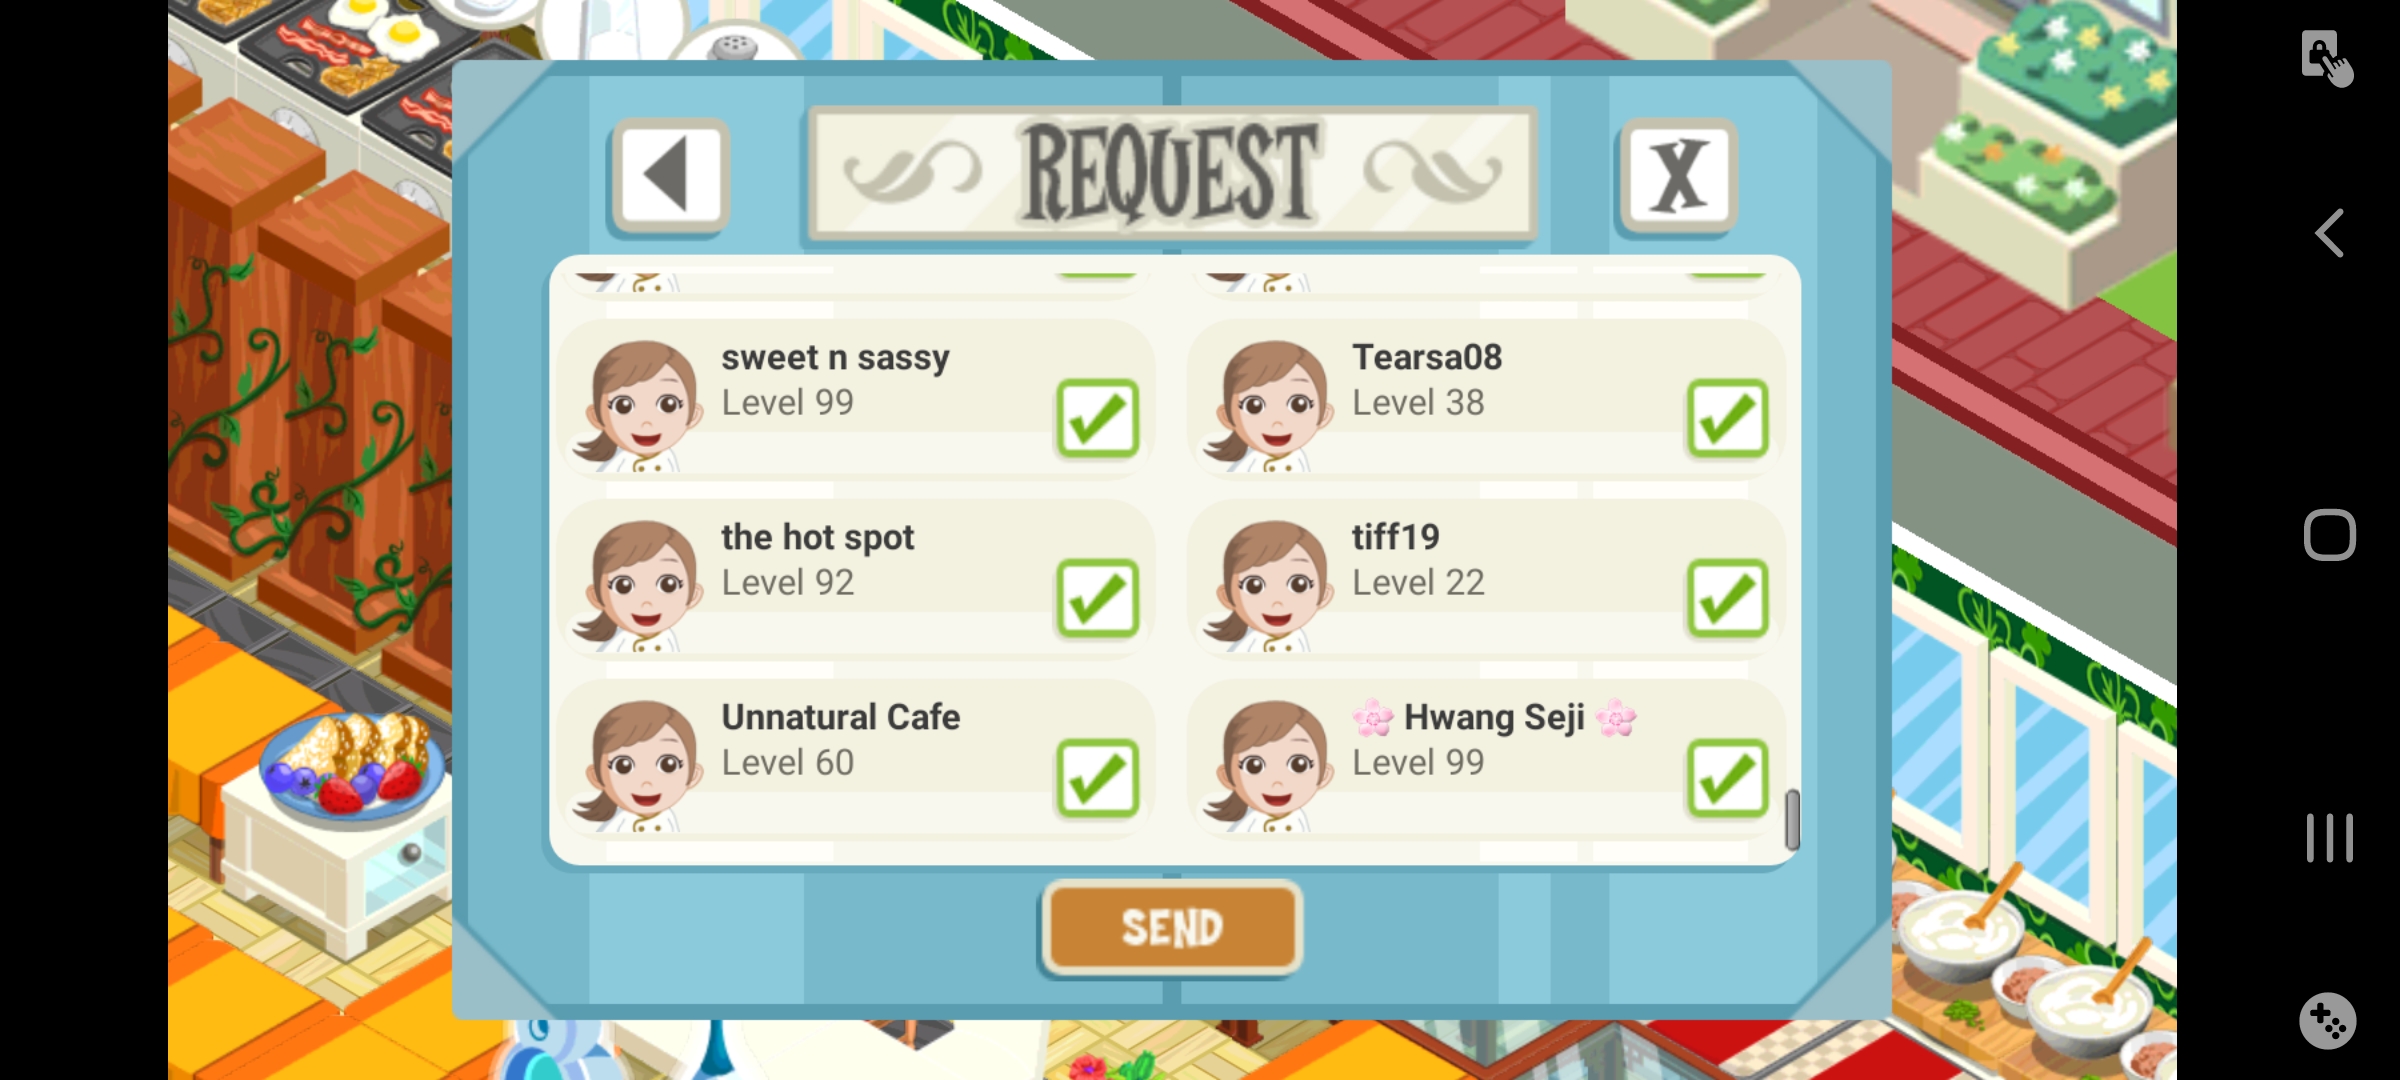 REQUEST
X
sweet n sassy
Level 99
Tearsa08
Level 38
the hot spot
Level 92
tiff19
Level 22
Unnatural Cafe
Level 60
🌸 Hwang Seji 🌸
Level 99
SEND